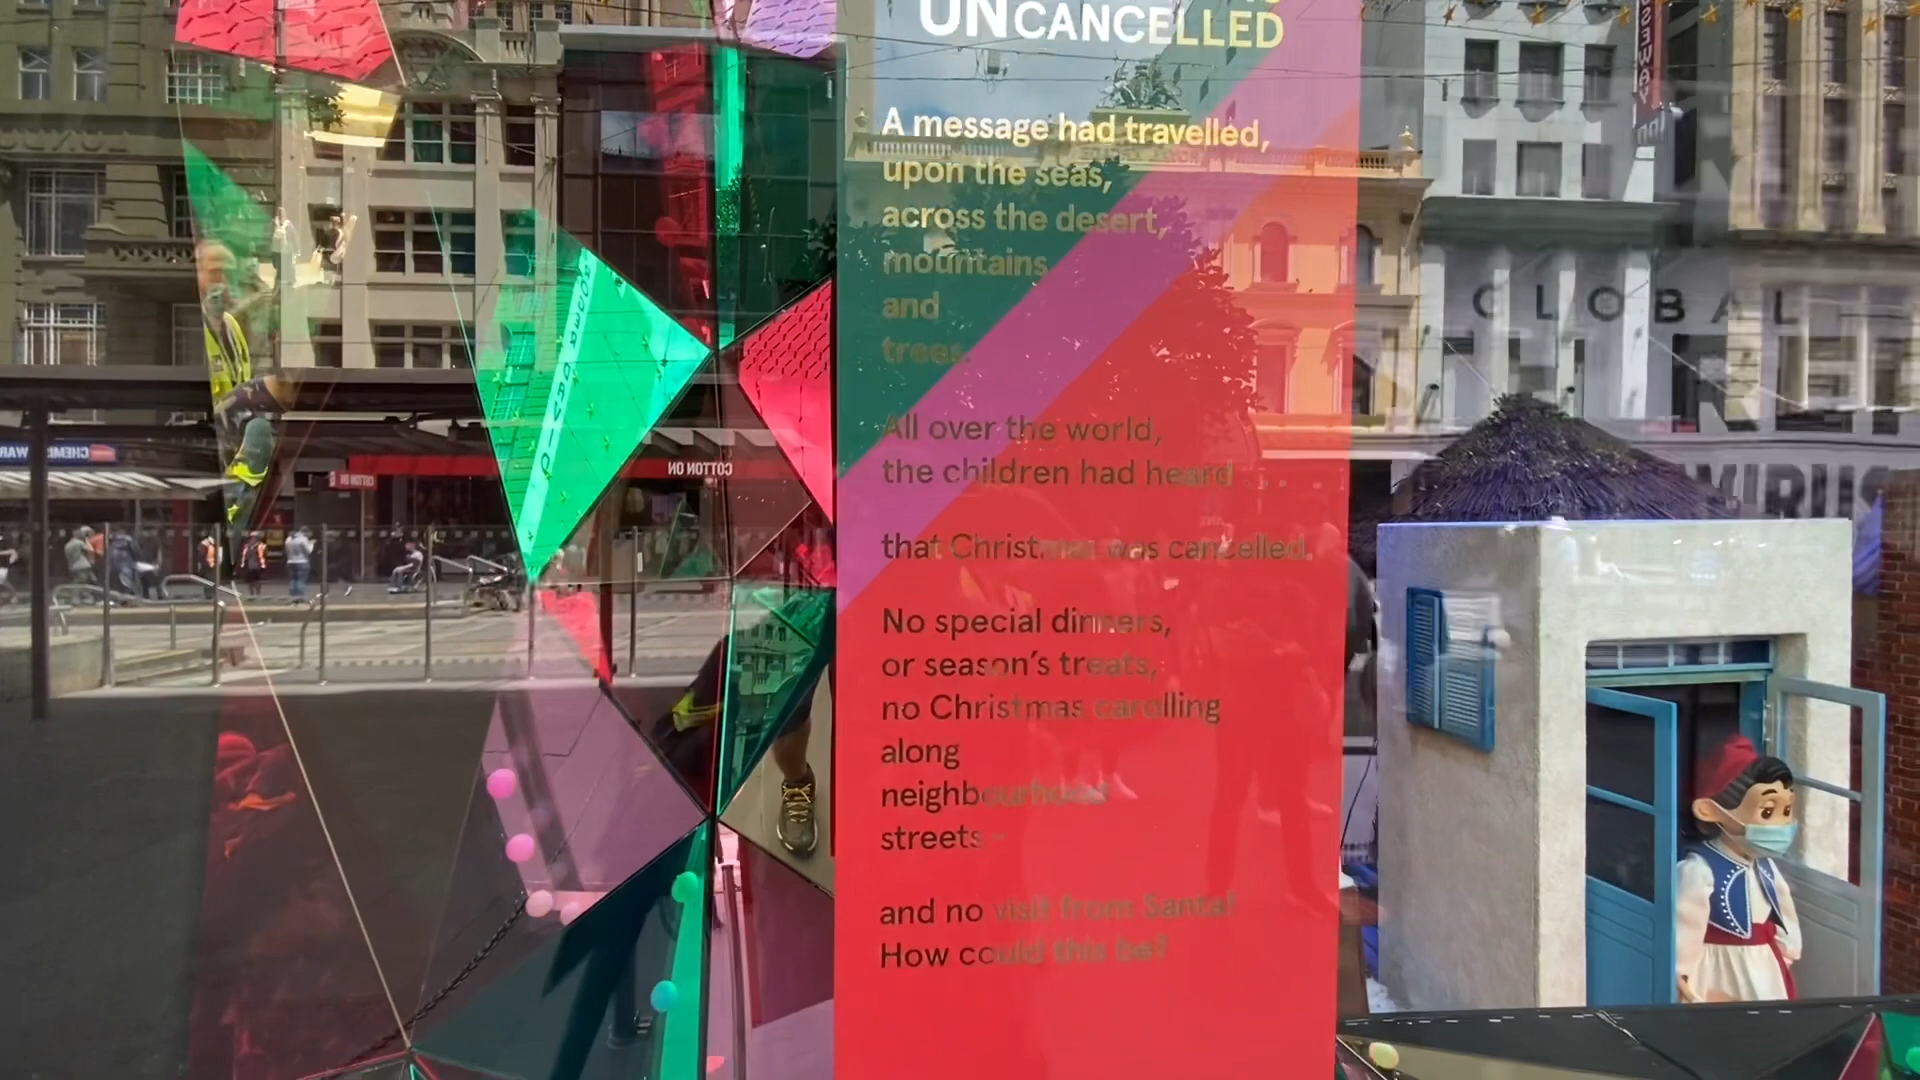 UNCANCELLED
A message had travelled,
upon the seas,
across the desert,
mountains
and
trees.
All over the world,
the children had heard . . .
that Christmas was cancelled.
No special dinners,
or season's treats,
no Christmas carolling
along
neighbourhood
streets –
and no visit from Santa!
How could this be?
GLOBAL
COTTON ON
COTTON ON